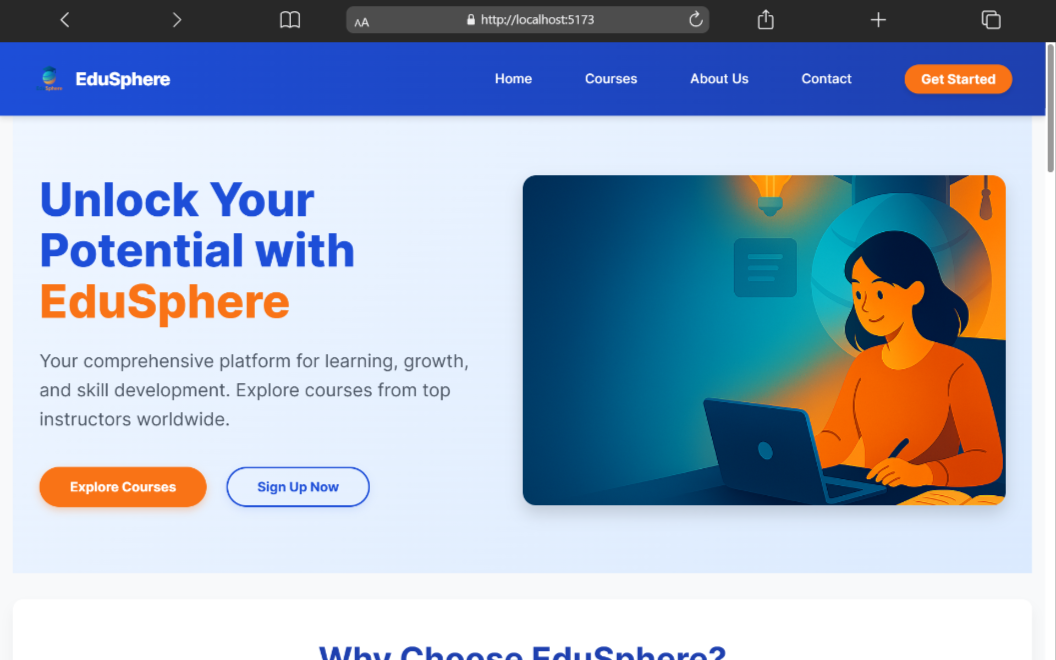 AA
http://localhost:5173
Sphere
EduSphere
Home
Courses
About Us
Contact
Get Started
Unlock Your
Potential with
EduSphere
Your comprehensive platform for learning, growth,
and skill development. Explore courses from top
instructors worldwide.
Explore Courses
Sign Up Now
Why Choose EduSphere?